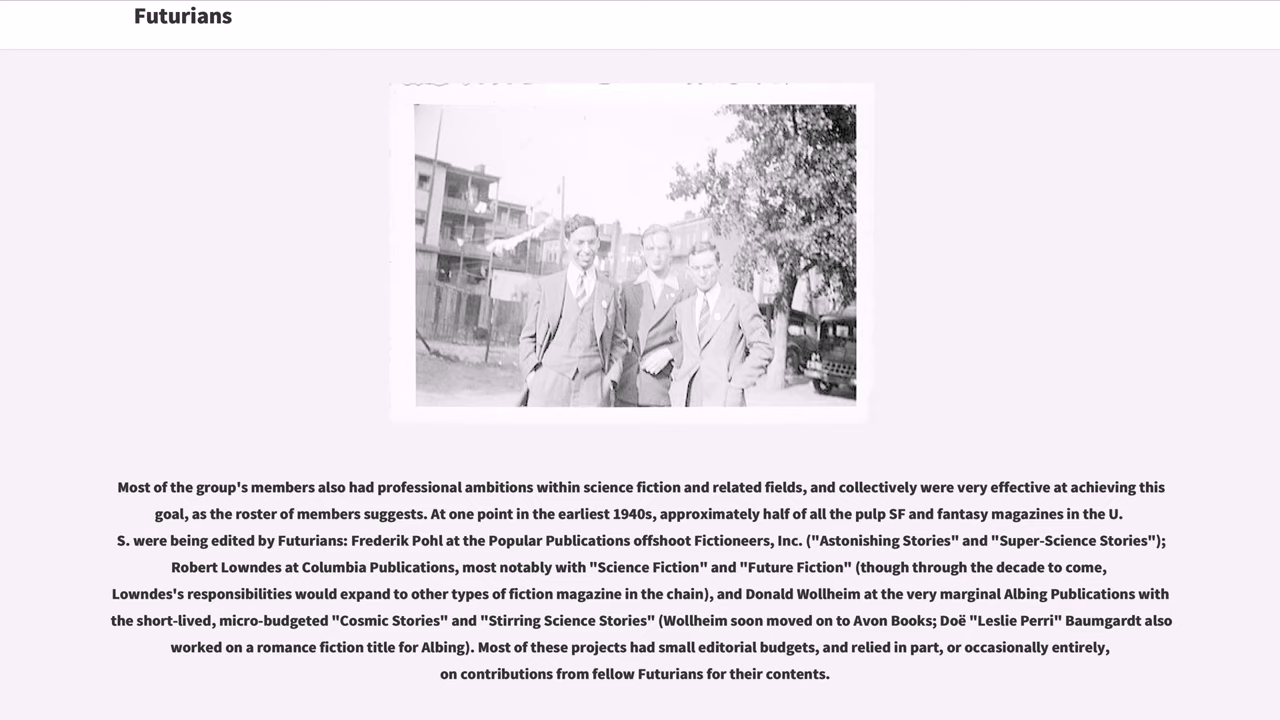 Futurians
Most of the group's members also had professional ambitions within science fiction and related fields, and collectively were very effective at achieving this
goal, as the roster of members suggests. At one point in the earliest 1940s, approximately half of all the pulp SF and fantasy magazines in the U.
S. were being edited by Futurians: Frederik Pohl at the Popular Publications offshoot Fictioneers, Inc. ("Astonishing Stories" and "Super-Science Stories");
Robert Lowndes at Columbia Publications, most notably with "Science Fiction" and "Future Fiction" (though through the decade to come,
Lowndes's responsibilities would expand to other types of fiction magazine in the chain), and Donald Wollheim at the very marginal Albing Publications with
the short-lived, micro-budgeted "Cosmic Stories" and "Stirring Science Stories" (Wollheim soon moved on to Avon Books; Doë "Leslie Perri" Baumgardt also
worked on a romance fiction title for Albing). Most of these projects had small editorial budgets, and relied in part, or occasionally entirely,
on contributions from fellow Futurians for their contents.